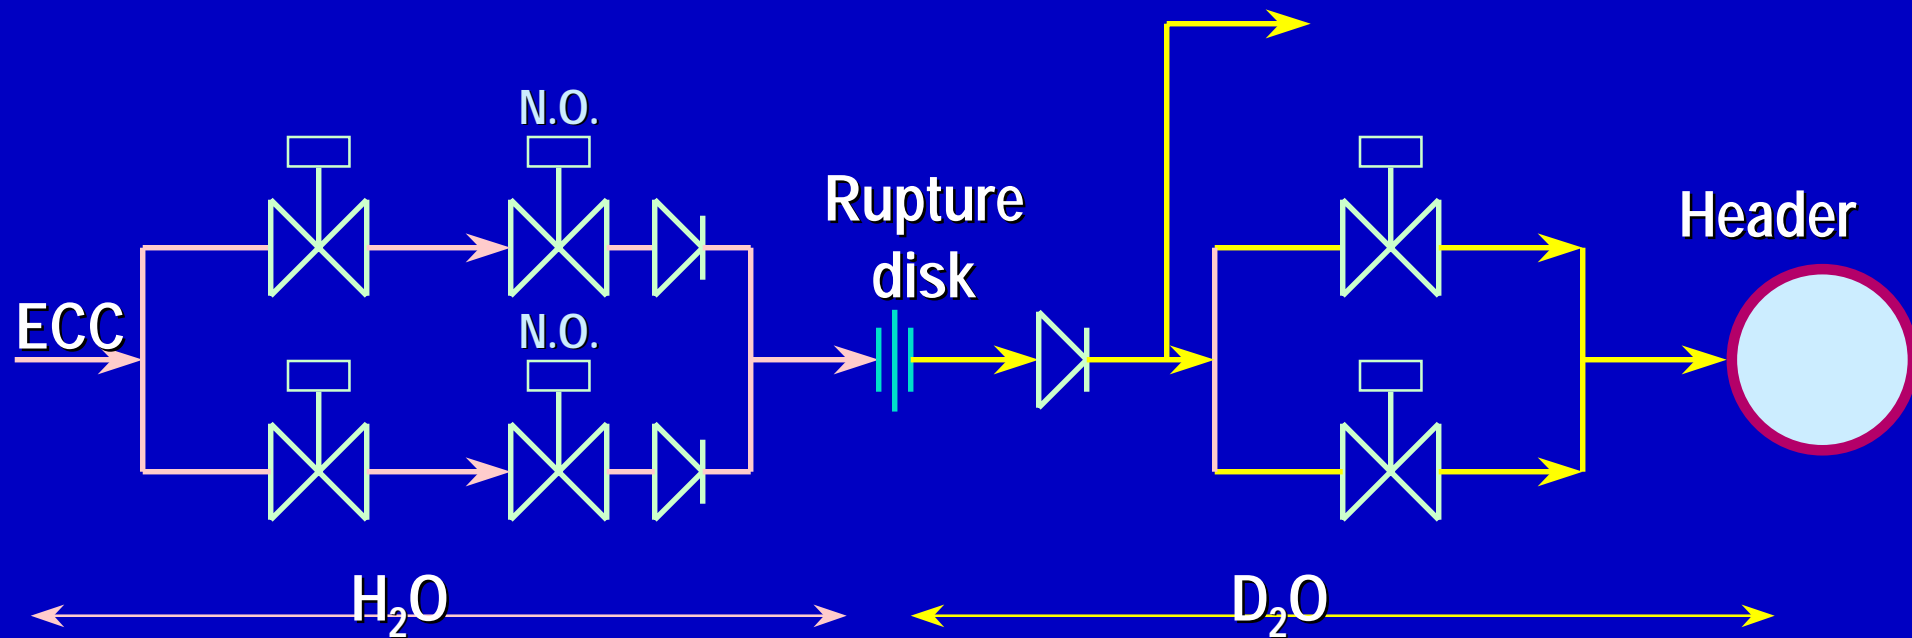 N.O.
Rupture
disk
Header
ECC
N.O.
H₂O
D₂O